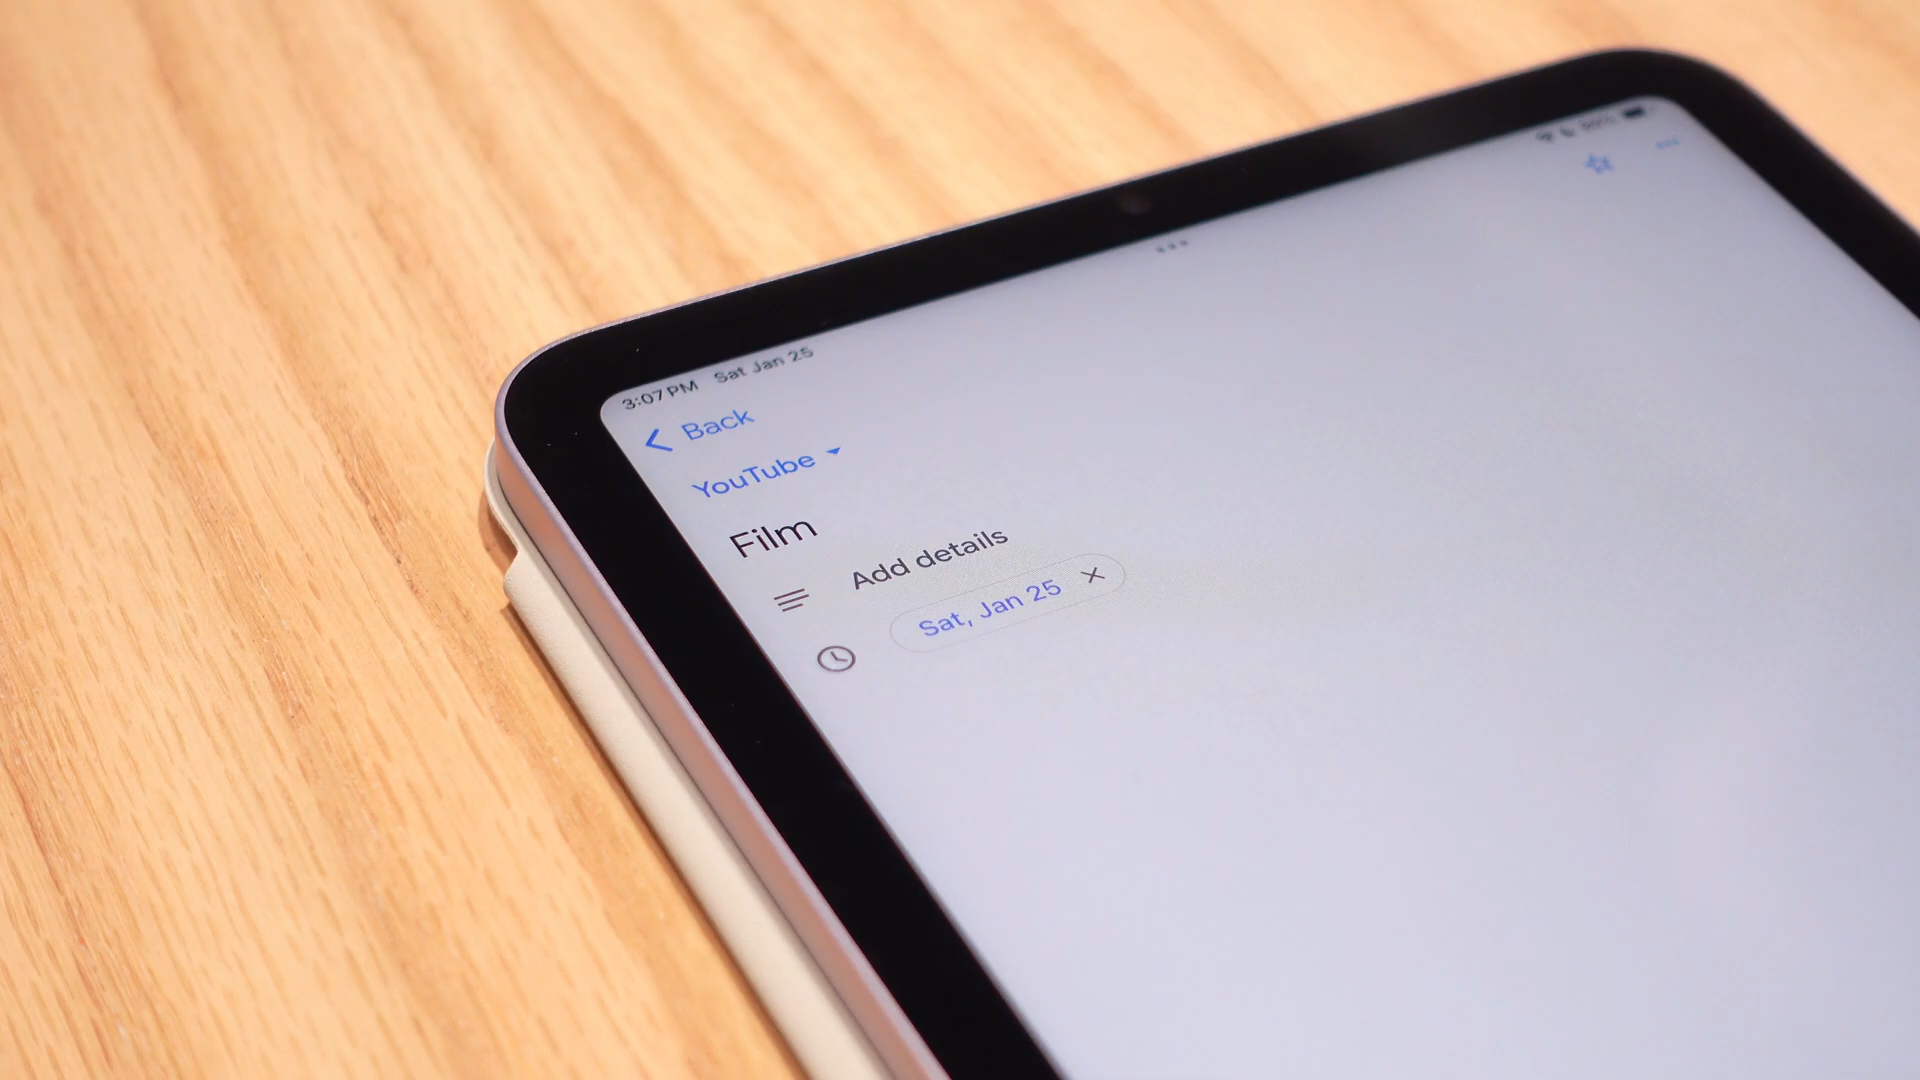 3:07 PM Sat Jan 25
Back
YouTube
Film
Add details
Sat, Jan 25